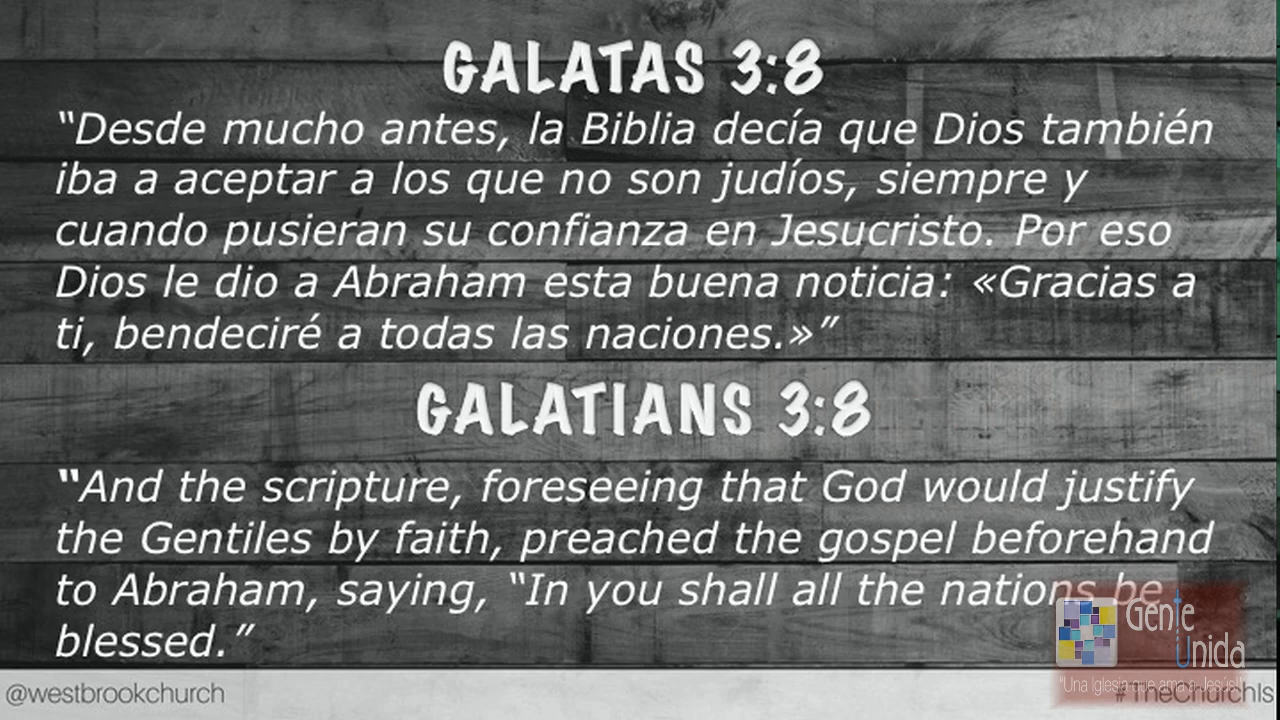 GALATAS 3:8
“Desde mucho antes, la Biblia decía que Dios también
iba a aceptar a los que no son judíos, siempre y
cuando pusieran su confianza en Jesucristo. Por eso
Dios le dio a Abraham esta buena noticia: «Gracias a
ti, bendeciré a todas las naciones.»”
GALATIANS 3:8
“And the scripture, foreseeing that God would justify
the Gentiles by faith, preached the gospel beforehand
to Abraham, saying, “In you shall all the nations be
blessed.”
Gente
Unida
"Una Iglesia que ama a Jesús!"
@westbrookchurch
#TheChurchIs